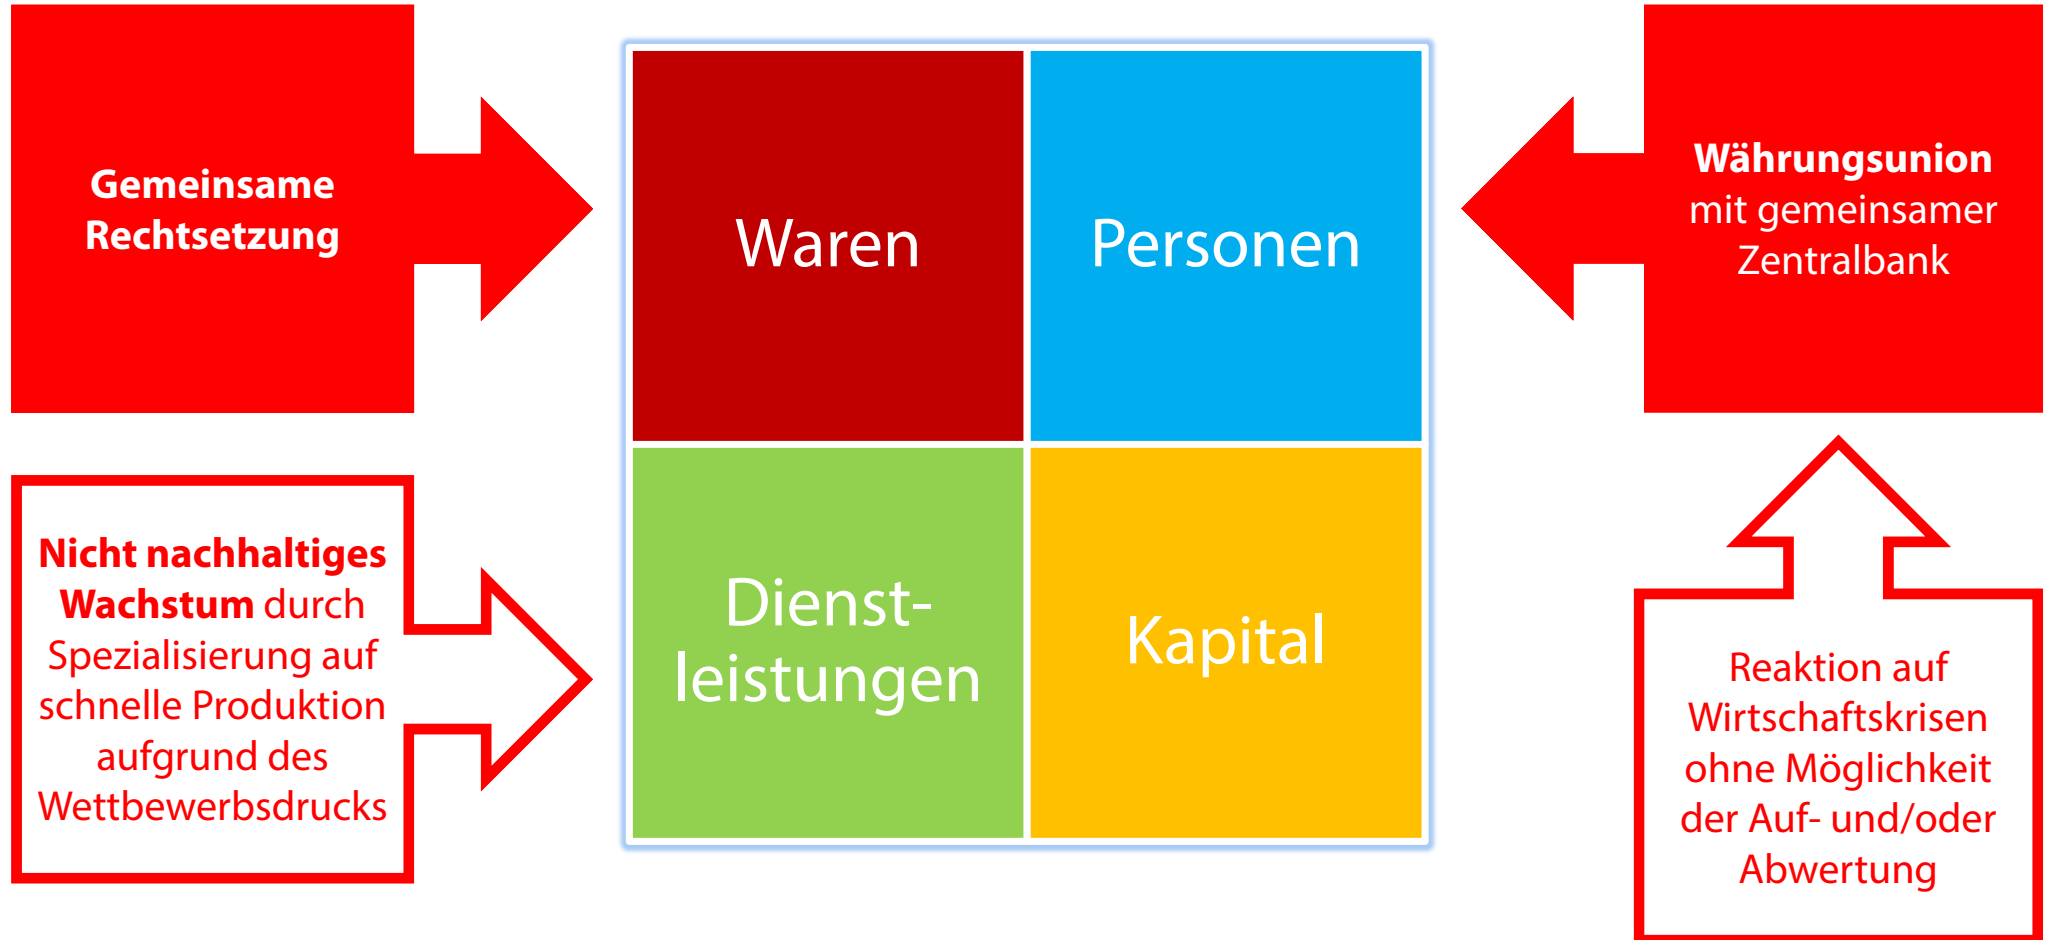 Gemeinsame
Rechtsetzung
Waren
Personen
Währungsunion
mit gemeinsamer
Zentralbank
Nicht nachhaltiges
Wachstum durch
Spezialisierung auf
schnelle Produktion
aufgrund des
Wettbewerbsdrucks
Dienst-
leistungen
Kapital
Reaktion auf
Wirtschaftskrisen
ohne Möglichkeit
der Auf- und/oder
Abwertung